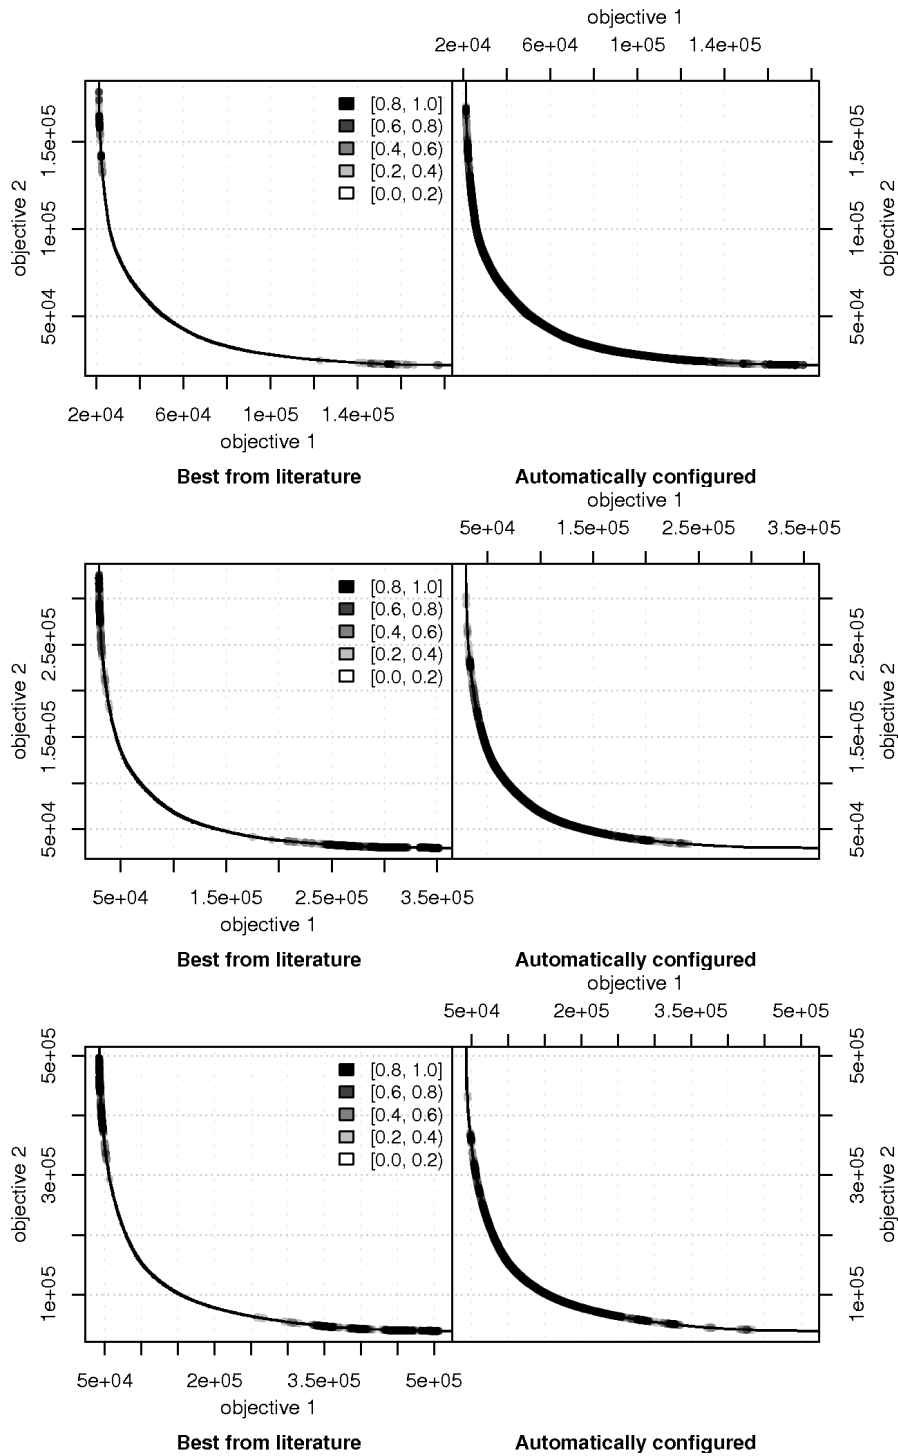 objective 1
2e+04 6e+04 1e+05 1.4e+05
objective 2
5e+04 1e+05 1.5e+05
[0.8, 1.0]
[0.6, 0.8)
[0.4, 0.6)
[0.2, 0.4)
[0.0, 0.2)
5e+04 1e+05 1.5e+05
objective 2
2e+04 6e+04 1e+05 1.4e+05
objective 1
Best from literature Automatically configured
objective 1
5e+04 1.5e+05 2.5e+05 3.5e+05
objective 2
5e+04 1.5e+05 2.5e+05
[0.8, 1.0]
[0.6, 0.8)
[0.4, 0.6)
[0.2, 0.4)
[0.0, 0.2)
5e+04 1.5e+05 2.5e+05
objective 2
5e+04 1.5e+05 2.5e+05 3.5e+05
objective 1
Best from literature Automatically configured
objective 1
5e+04 2e+05 3.5e+05 5e+05
objective 2
1e+05 3e+05 5e+05
[0.8, 1.0]
[0.6, 0.8)
[0.4, 0.6)
[0.2, 0.4)
[0.0, 0.2)
1e+05 3e+05 5e+05
objective 2
5e+04 2e+05 3.5e+05 5e+05
objective 1
Best from literature Automatically configured